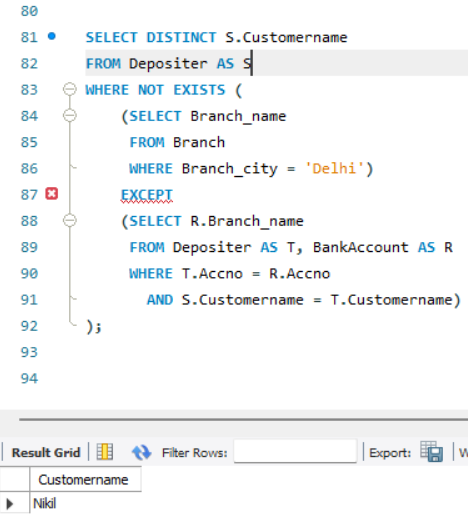 80
81 SELECT DISTINCT S.Customername
82 FROM Depositer AS S
83 WHERE NOT EXISTS (
84 (SELECT Branch_name
85 FROM Branch
86 WHERE Branch_city = 'Delhi')
87 EXCEPT
88 (SELECT R.Branch_name
89 FROM Depositer AS T, BankAccount AS R
90 WHERE T.Accno = R.Accno
91 AND S.Customername = T.Customername)
92 );
93
94
Result Grid Filter Rows: Export: W
Customername
Nikil